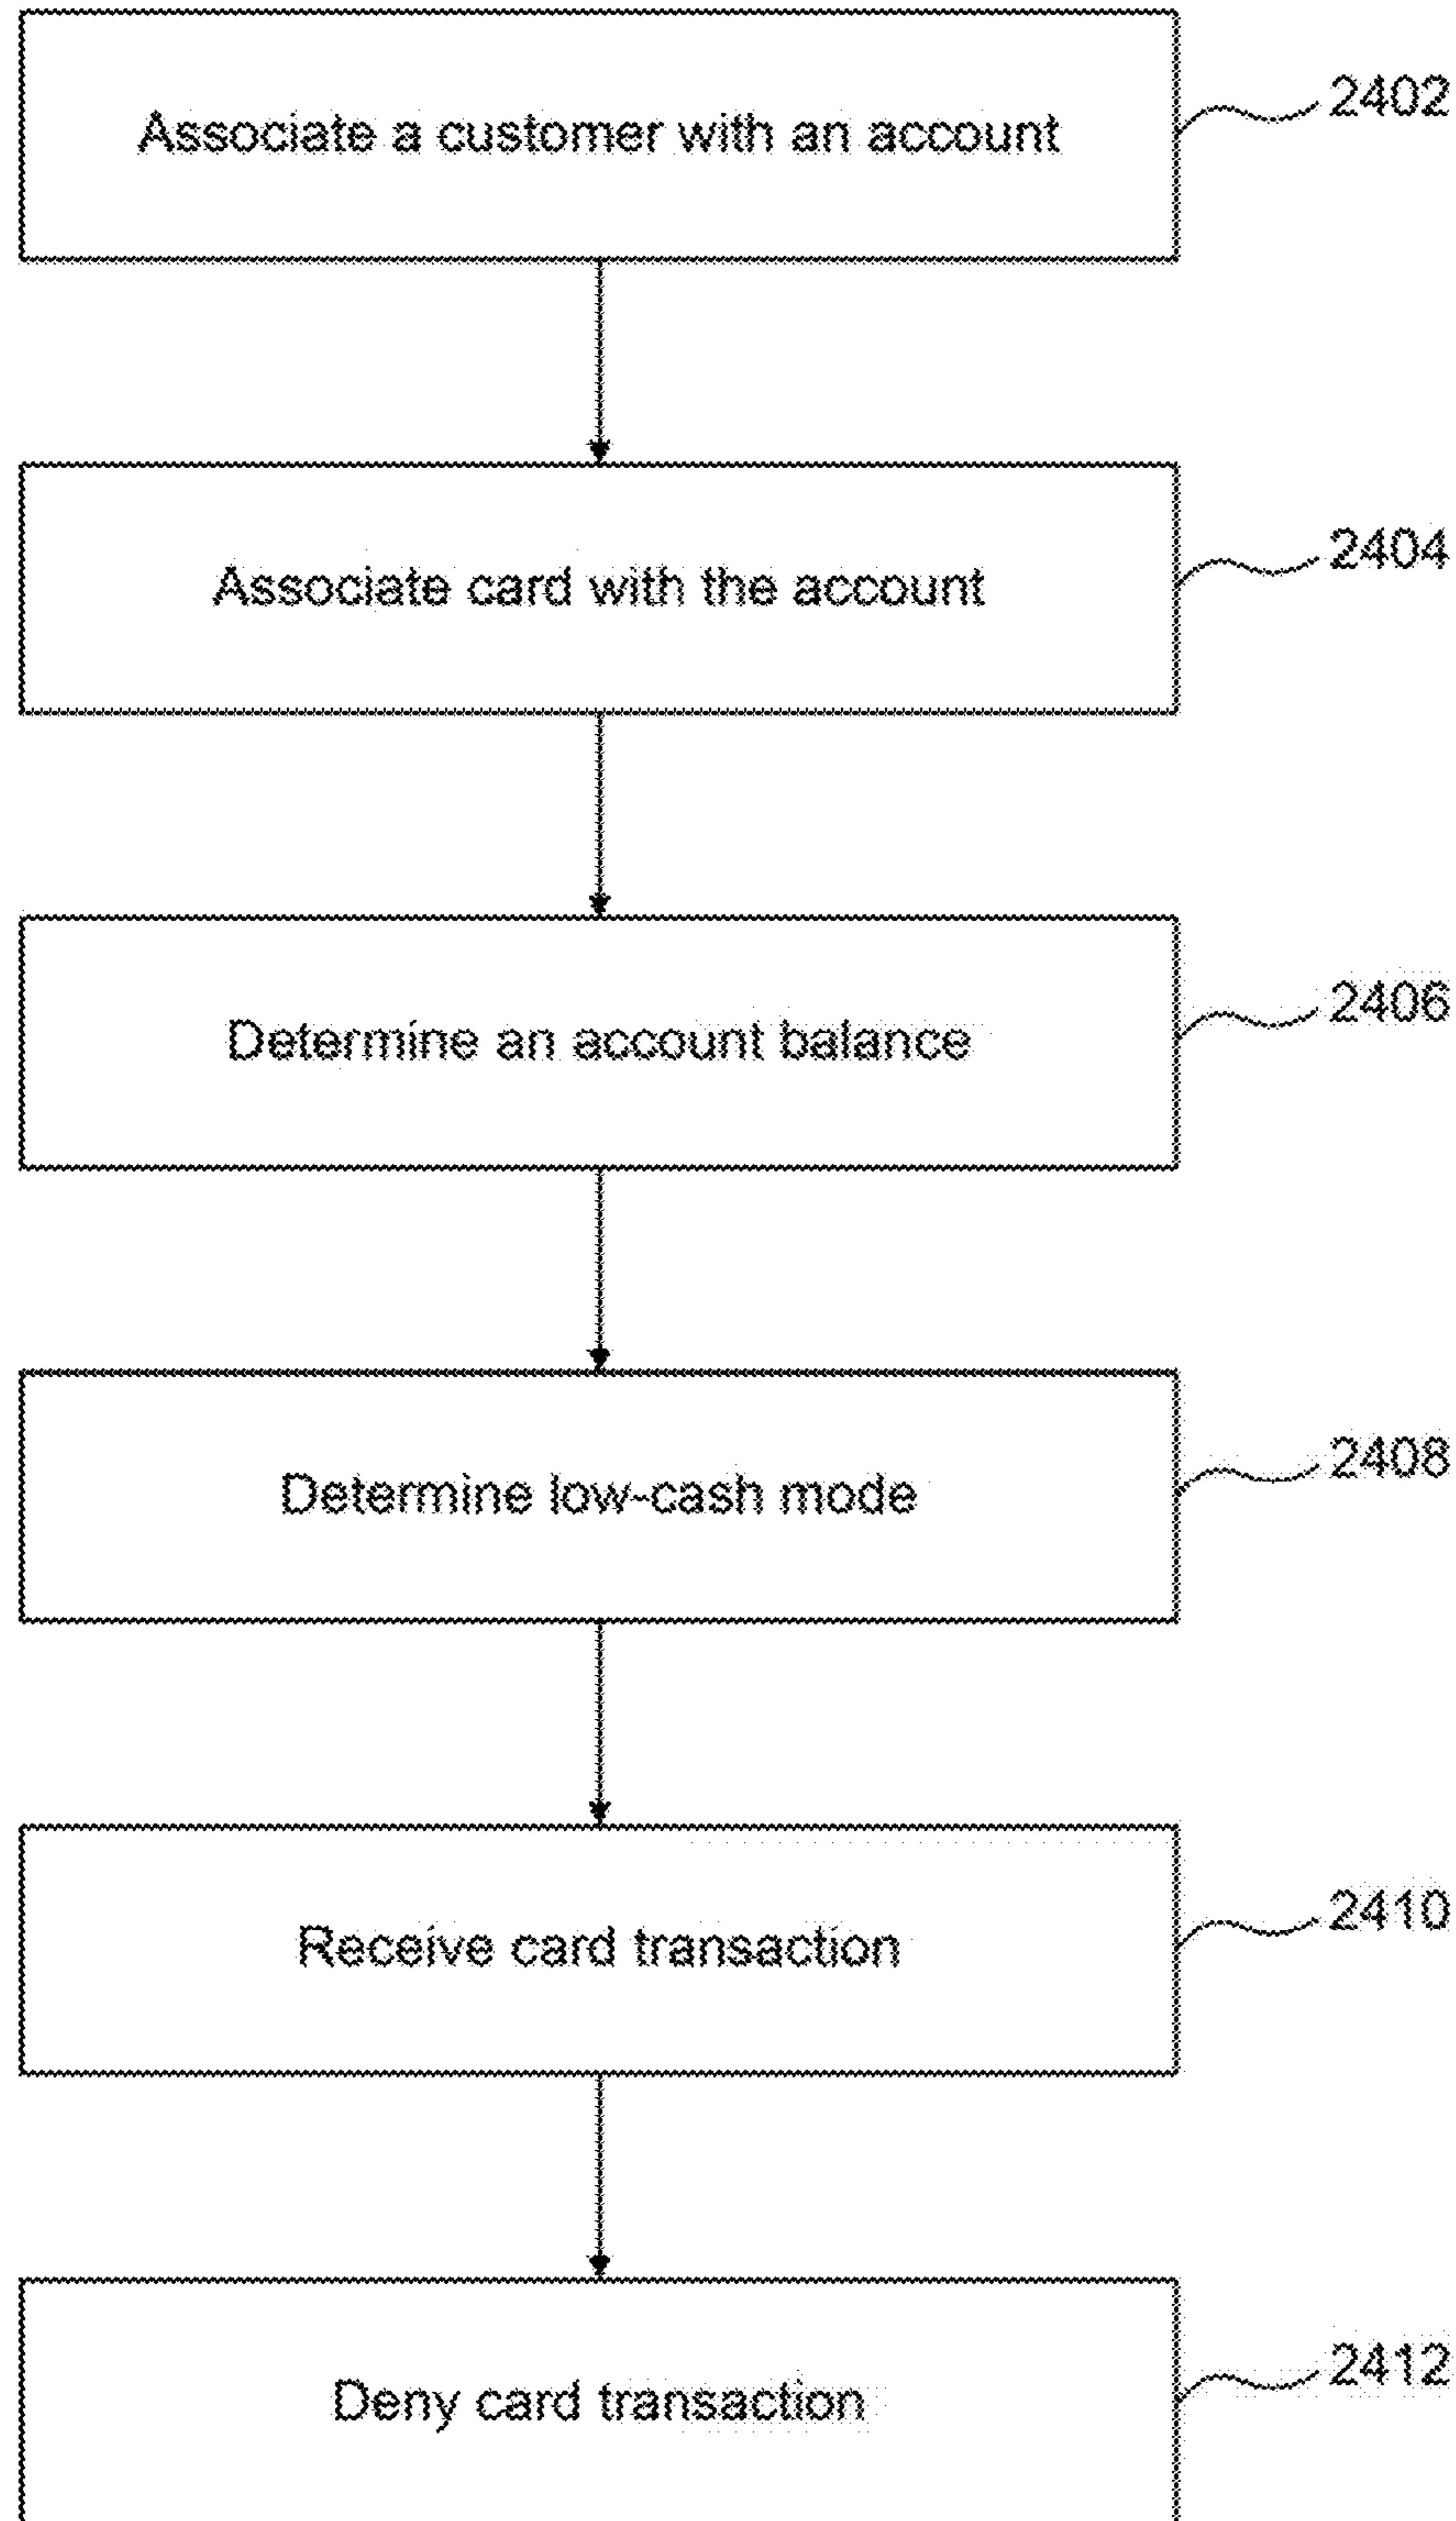 Associate a customer with an account
2402
Associate card with the account
2404
Determine an account balance
2406
Determine low-cash mode
2408
Receive card transaction
2410
Deny card transaction
2412